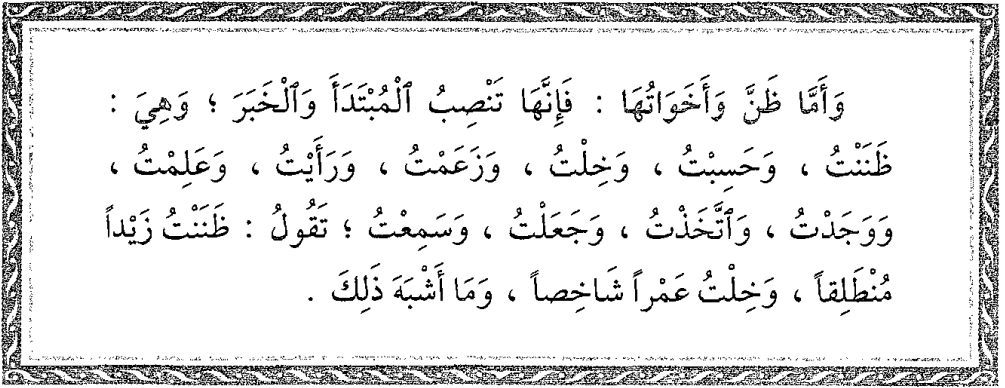 وَأَمَّا ظَنَّ وَأَخَوَاتُهَا : فَإِنَّهَا تَنْصِبُ ٱلْمُبْتَدَأَ وَٱلْخَبَرَ ؛ وَهِيَ :
ظَنَنْتُ ، وَحَسِبْتُ ، وَخِلْتُ ، وَزَعَمْتُ ، وَرَأَيْتُ ، وَعَلِمْتُ ،
وَوَجَدْتُ ، وَٱتَّخَذْتُ ، وَجَعَلْتُ ، وَسَمِعْتُ ؛ تَقُولُ : ظَنَنْتُ زَيْداً
مُنْطَلِقاً ، وَخِلْتُ عَمْراً شَاخِصاً ، وَمَا أَشْبَهَ ذَلِكَ .